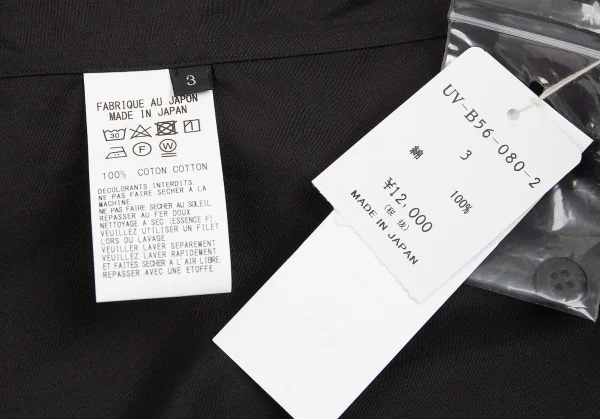 3
FABRIQUE AU JAPON
MADE IN JAPAN
30
100% COTON COTTON
DECOLORANTS INTERDITS
NE PAS FAIRE SECHER A LA
MACHINE
NE PAS FAIRE SECHER AU SOLEIL
REPASSER AU FER DOUX.
NETTOYAGE A SEC (ESSENCE F).
VEUILLEZ UTILISER UN FILET
LORS DU LAVAGE.
VEUILLER LAVER SEPAREMENT
VEUILLEZ LAVER RAPIDEMENT
ET FAITES SECHER A L'AIR LIBRE
REPASSER AVEC UNE ETOFFE.
UV-B56-080-2
3
綿 100%
¥12,000
(税抜)
MADE IN JAPAN